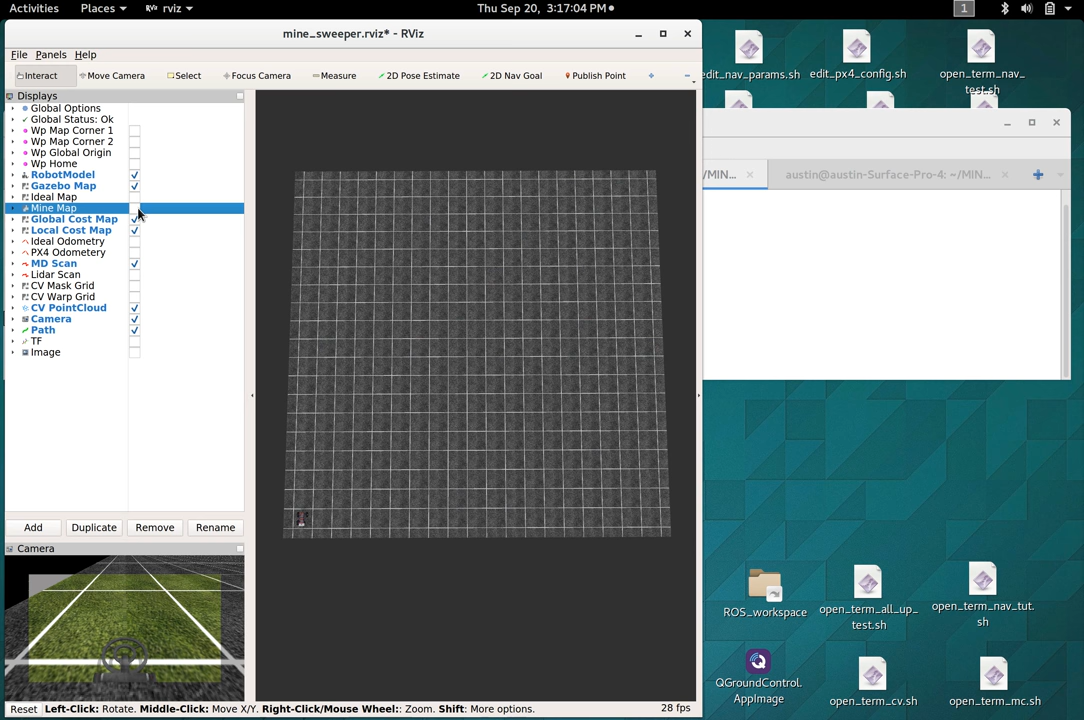 Activities Places rviz Thu Sep 20, 3:17:04 PM 1
mine_sweeper.rviz* - RViz
File Panels Help
Interact Move Camera Select Focus Camera Measure 2D Pose Estimate 2D Nav Goal Publish Point
Displays
Global Options
Global Status: Ok
Wp Map Corner 1
Wp Map Corner 2
Wp Global Origin
Wp Home
RobotModel
Gazebo Map
Ideal Map
Mine Map
Global Cost Map
Local Cost Map
Ideal Odometry
PX4 Odometery
MD Scan
Lidar Scan
CV Mask Grid
CV Warp Grid
CV PointCloud
Camera
Path
TF
Image
Add Duplicate Remove Rename
Camera
Reset Left-Click: Rotate. Middle-Click: Move X/Y. Right-Click/Mouse Wheel:: Zoom. Shift: More options. 28 fps
edit_nav_params.sh
edit_px4_config.sh
open_term_nav_
test.sh
/MIN... austin@austin-Surface-Pro-4: ~/MIN...
ROS_workspace
open_term_all_up_
test.sh
open_term_nav_tut.
sh
QGroundControl.
AppImage
open_term_cv.sh
open_term_mc.sh